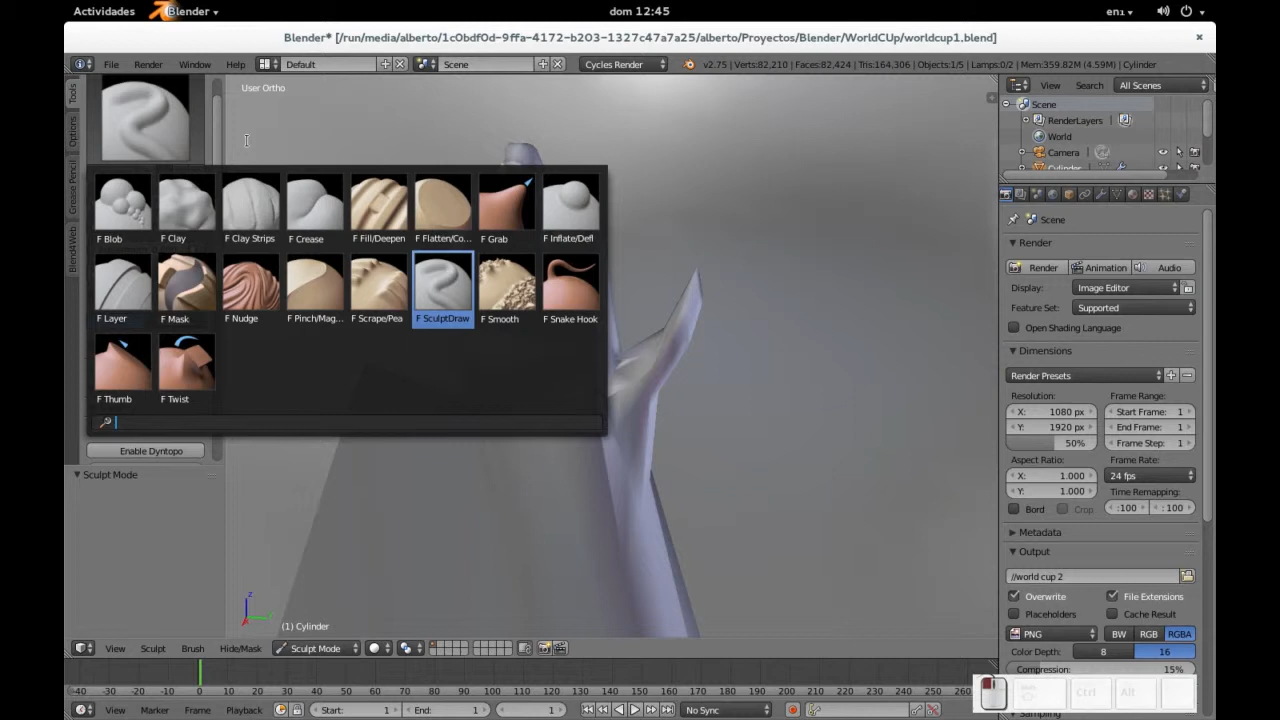 Actividades Blender dom 12:45 en1
Blender* [/run/media/alberto/1c0bdf0d-9ffa-4172-b203-1327c47a7a25/alberto/Proyectos/Blender/WorldCUp/worldcup1.blend]
File Render Window Help Default Scene Cycles Render v2.75 | Verts:82,210 | Faces:82,424 | Tris:164,306 | Objects:1/5 | Lamps:0/2 | Mem:359.82M (4.59M) | Cylinder
Tools
Options
Grease Pencil
Blend4Web
User Ortho
F Blob F Clay F Clay Strips F Crease F Fill/Deepen F Flatten/Co... F Grab F Inflate/Defl
F Layer F Mask F Nudge F Pinch/Mag... F Scrape/Pea F SculptDraw F Smooth F Snake Hook
F Thumb F Twist
Enable Dyntopo
Sculpt Mode
z
(1) Cylinder
View Sculpt Brush Hide/Mask Sculpt Mode
-40 -30 -20 -10 0 10 20 30 40 50 60 70 80 90 100 110 120 130 140 150 160 170 180 190 200 210 220 230 240 250 260
View Marker Frame Playback Start: 1 End: 1 1 No Sync
View Search All Scenes
Scene
RenderLayers
World
Camera
Cylinder
Scene
Render
Render Animation Audio
Display: Image Editor
Feature Set: Supported
Open Shading Language
Dimensions
Render Presets
Resolution: Frame Range:
X: 1080 px Start Frame: 1
Y: 1920 px End Frame: 1
50% Frame Step: 1
Aspect Ratio: Frame Rate:
X: 1.000 24 fps
Y: 1.000 Time Remapping:
Bord Crop :100 :100
Metadata
Output
//world cup 2
Overwrite File Extensions
Placeholders Cache Result
PNG BW RGB RGBA
Color Depth: 8 16
Compression: 15%
Ctrl Alt
Sampling